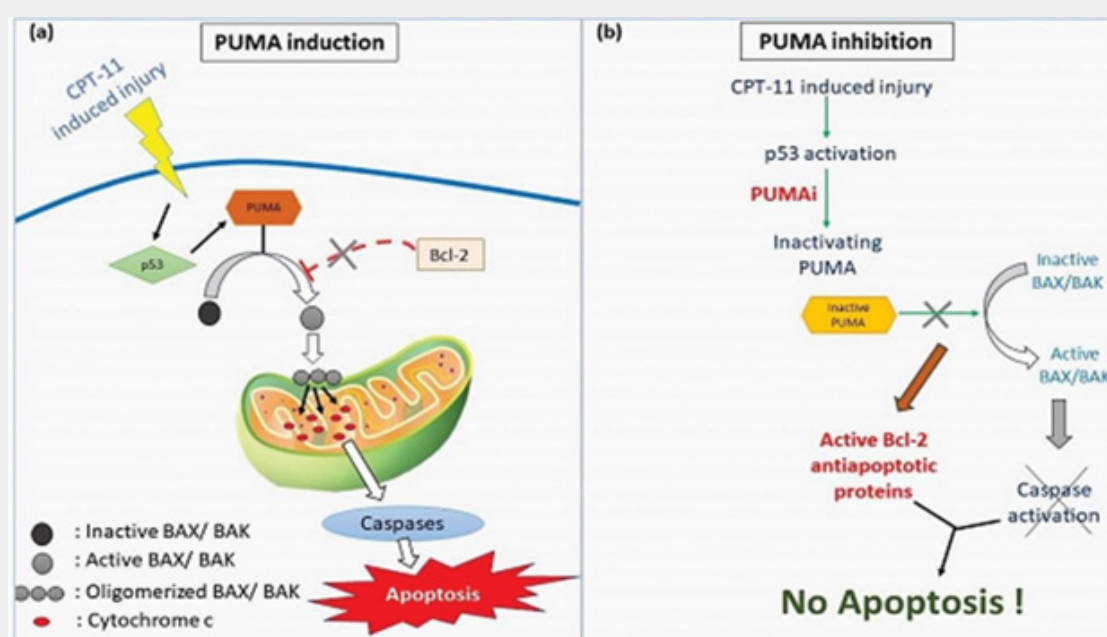 (a)
PUMA induction
CPT-11
induced injury
PUMA
p53
Bcl-2
Caspases
Apoptosis
: Inactive BAX/ BAK
: Active BAX/ BAK
: Oligomerized BAX/ BAK
: Cytochrome c
(b)
PUMA inhibition
CPT-11 induced injury
p53 activation
PUMAi
Inactivating
PUMA
Inactive
PUMA
Inactive
BAX/BAK
Active
BAX/BAK
Active Bcl-2
antiapoptotic
proteins
Caspase
activation
No Apoptosis !